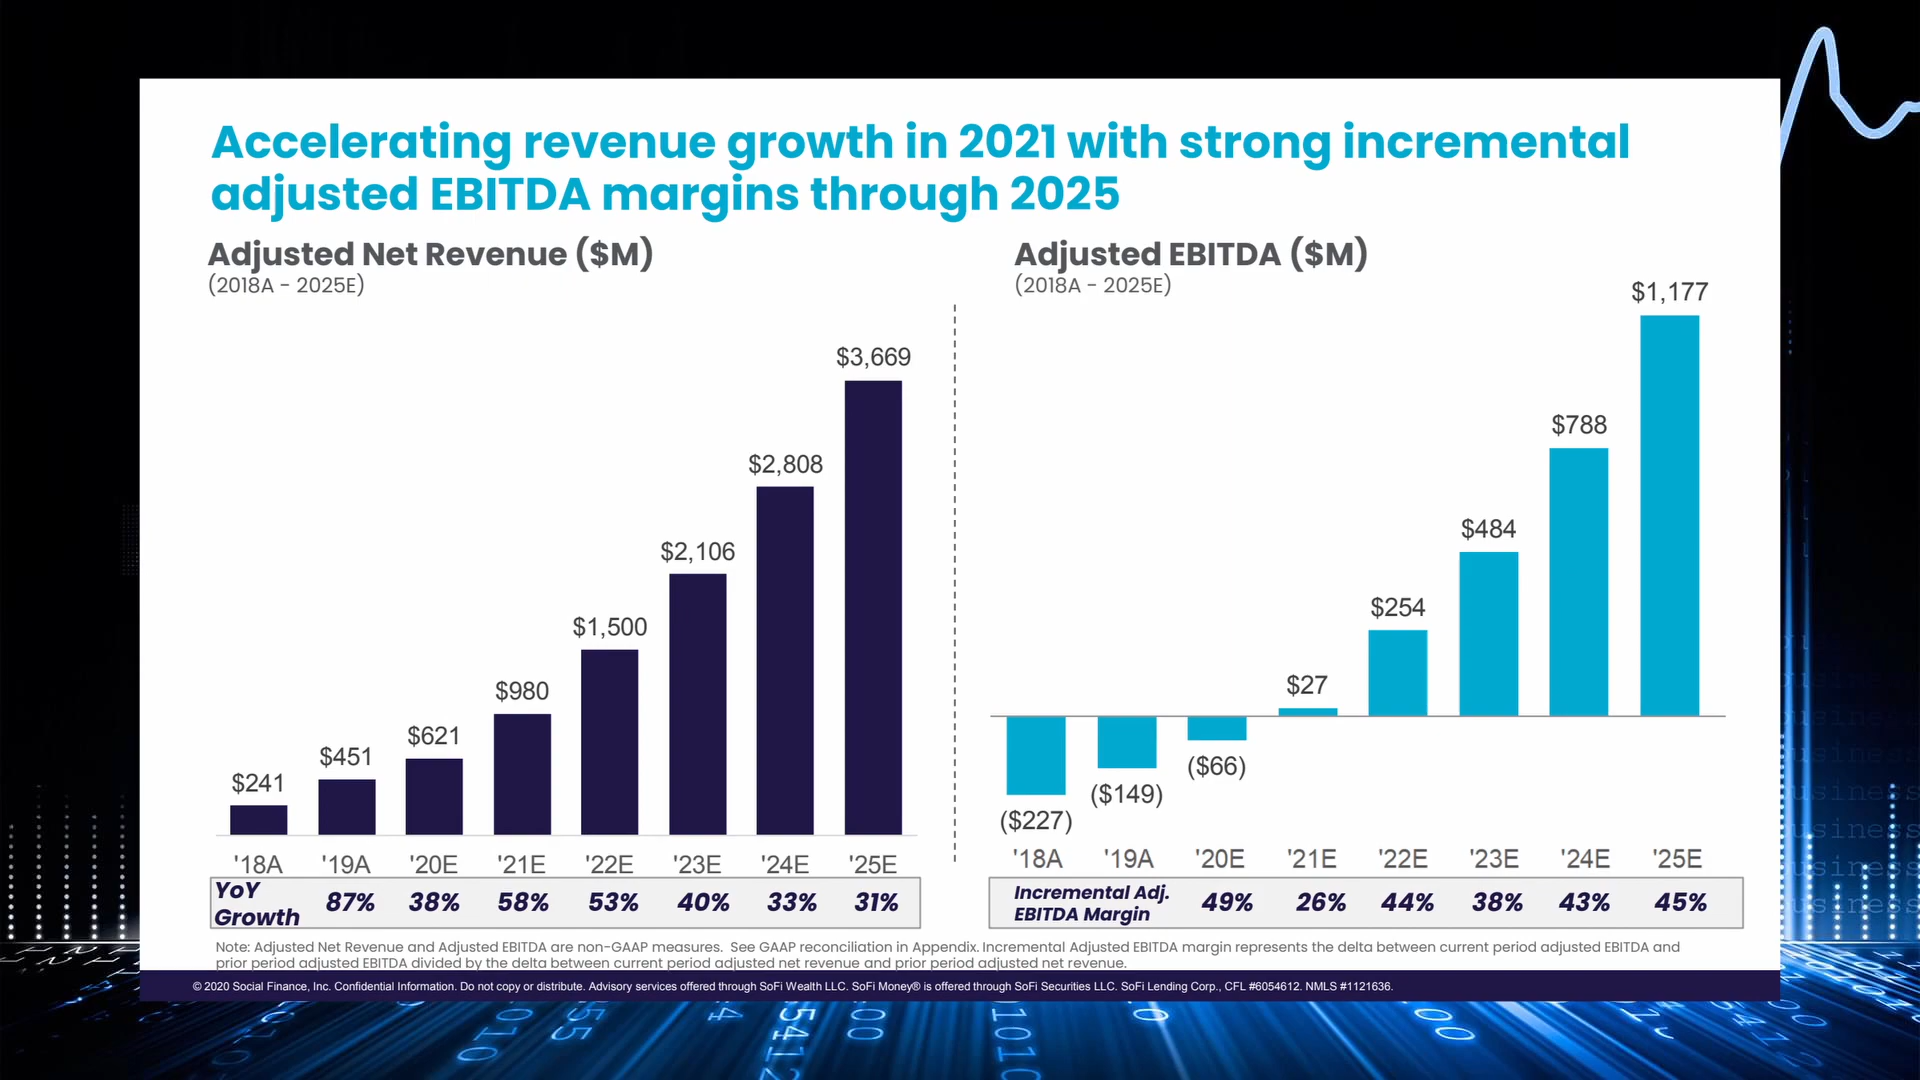 Accelerating revenue growth in 2021 with strong incremental
adjusted EBITDA margins through 2025
Adjusted Net Revenue ($M)
(2018A - 2025E)
$241
$451
$621
$980
$1,500
$2,106
$2,808
$3,669
'18A '19A '20E '21E '22E '23E '24E '25E
YoY
Growth
87% 38% 58% 53% 40% 33% 31%
Adjusted EBITDA ($M)
(2018A - 2025E)
($227)
($149)
($66)
$27
$254
$484
$788
$1,177
'18A '19A '20E '21E '22E '23E '24E '25E
Incremental Adj.
EBITDA Margin
49% 26% 44% 38% 43% 45%
Note: Adjusted Net Revenue and Adjusted EBITDA are non-GAAP measures. See GAAP reconciliation in Appendix. Incremental Adjusted EBITDA margin represents the delta between current period adjusted EBITDA and
prior period adjusted EBITDA divided by the delta between current period adjusted net revenue and prior period adjusted net revenue.
© 2020 Social Finance, Inc. Confidential Information. Do not copy or distribute. Advisory services offered through SoFi Wealth LLC. SoFi Money® is offered through SoFi Securities LLC. SoFi Lending Corp., CFL #6054612. NMLS #1121636.